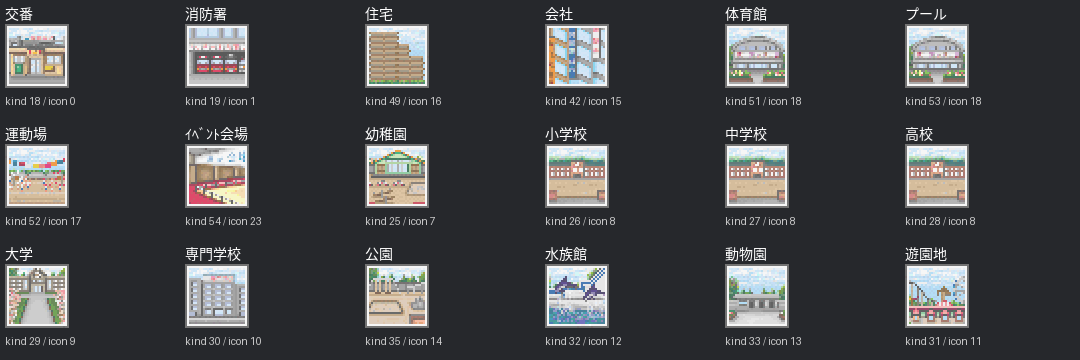 交番 消防署 住宅 会社 体育館 プール
kind 18 / icon 0 kind 19 / icon 1 kind 49 / icon 16 kind 42 / icon 15 kind 51 / icon 18 kind 53 / icon 18
運動場 ｲﾍﾞﾝﾄ会場 幼稚園 小学校 中学校 高校
kind 52 / icon 17 kind 54 / icon 23 kind 25 / icon 7 kind 26 / icon 8 kind 27 / icon 8 kind 28 / icon 8
大学 専門学校 公園 水族館 動物園 遊園地
kind 29 / icon 9 kind 30 / icon 10 kind 35 / icon 14 kind 32 / icon 12 kind 33 / icon 13 kind 31 / icon 11